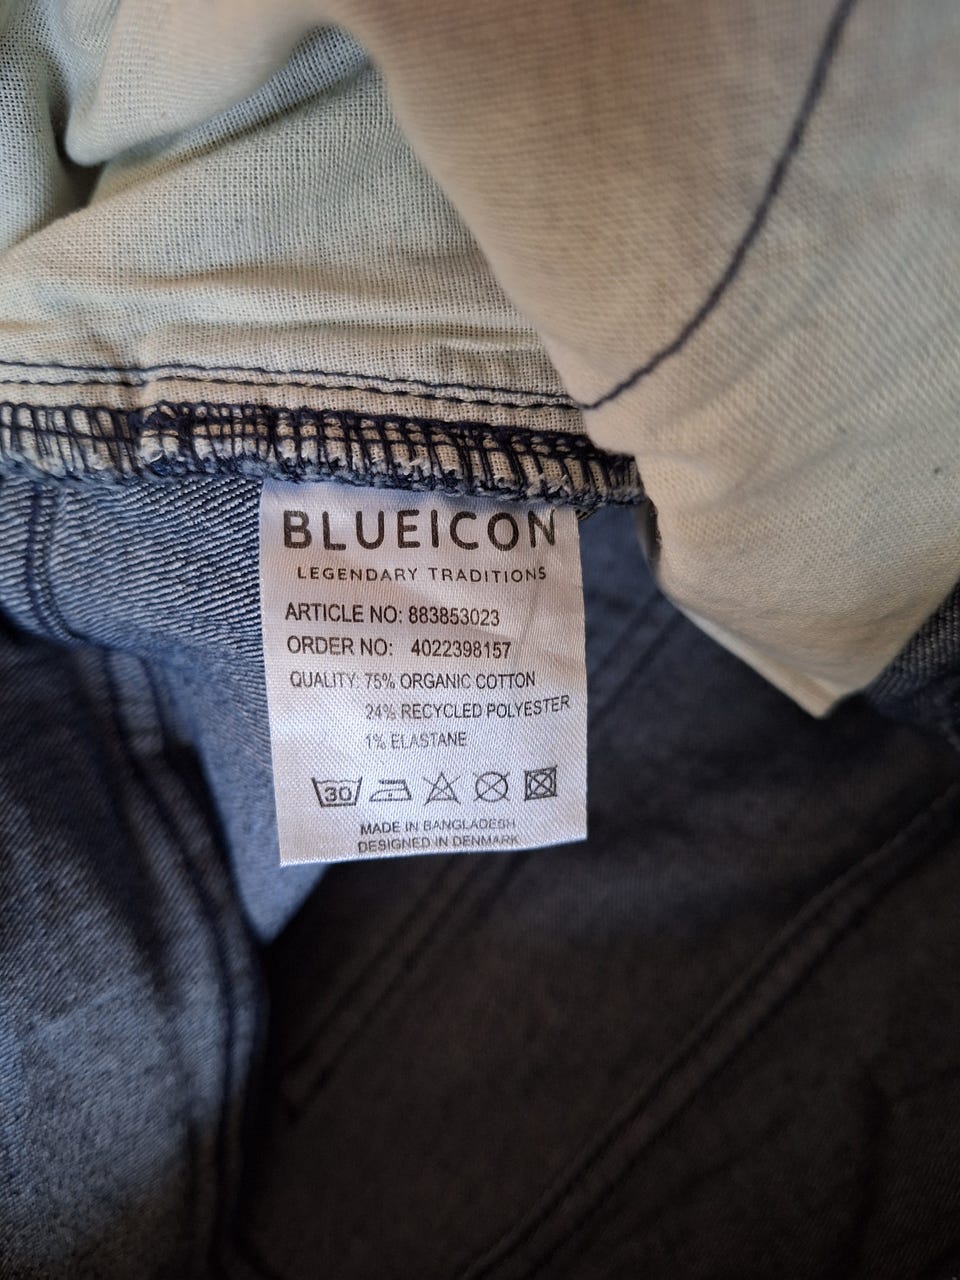 BLUEICON
LEGENDARY TRADITIONS
ARTICLE NO: 883853023
ORDER NO: 4022398157
QUALITY: 75% ORGANIC COTTON
24% RECYCLED POLYESTER
1% ELASTANE
30
MADE IN BANGLADESH
DESIGNED IN DENMARK